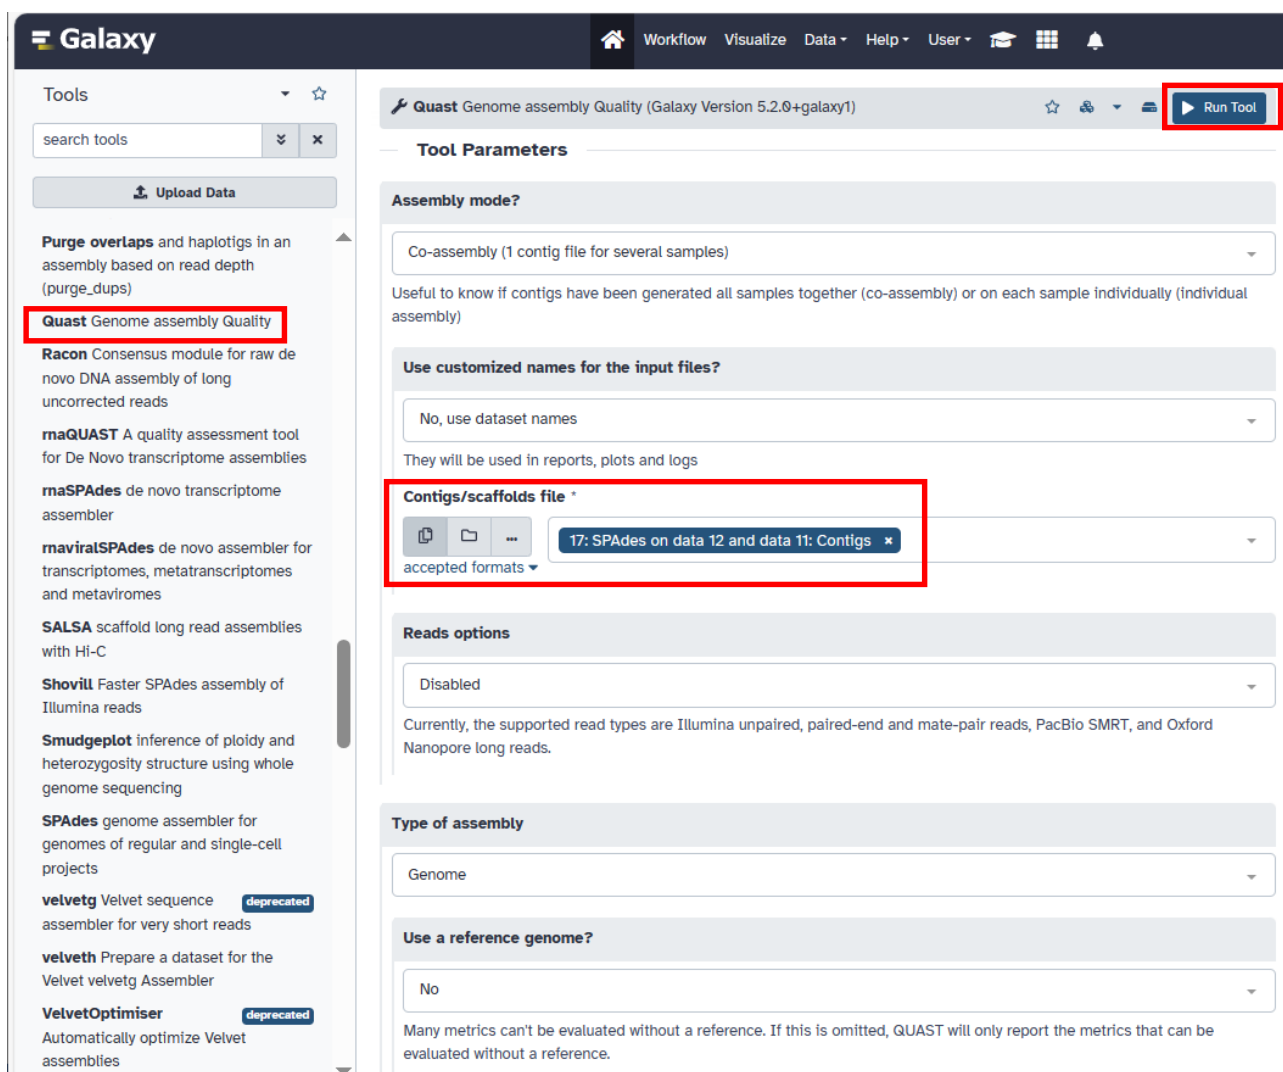 Galaxy
Workflow Visualize Data Help User
Tools
search tools
Upload Data
Purge overlaps and haplotigs in an
assembly based on read depth
(purge_dups)
Quast Genome assembly Quality
Racon Consensus module for raw de
novo DNA assembly of long
uncorrected reads
rnaQUAST A quality assessment tool
for De Novo transcriptome assemblies
rnaSPAdes de novo transcriptome
assembler
rnaviralSPAdes de novo assembler for
transcriptomes, metatranscriptomes
and metaviromes
SALSA scaffold long read assemblies
with Hi-C
Shovill Faster SPAdes assembly of
Illumina reads
Smudgeplot inference of ploidy and
heterozygosity structure using whole
genome sequencing
SPAdes genome assembler for
genomes of regular and single-cell
projects
velvetg Velvet sequence deprecated
assembler for very short reads
velveth Prepare a dataset for the
Velvet velvetg Assembler
VelvetOptimiser deprecated
Automatically optimize Velvet
assemblies
Quast Genome assembly Quality (Galaxy Version 5.2.0+galaxy1)
Run Tool
Tool Parameters
Assembly mode?
Co-assembly (1 contig file for several samples)
Useful to know if contigs have been generated all samples together (co-assembly) or on each sample individually (individual
assembly)
Use customized names for the input files?
No, use dataset names
They will be used in reports, plots and logs
Contigs/scaffolds file *
17: SPAdes on data 12 and data 11: Contigs ×
accepted formats
Reads options
Disabled
Currently, the supported read types are Illumina unpaired, paired-end and mate-pair reads, PacBio SMRT, and Oxford
Nanopore long reads.
Type of assembly
Genome
Use a reference genome?
No
Many metrics can't be evaluated without a reference. If this is omitted, QUAST will only report the metrics that can be
evaluated without a reference.